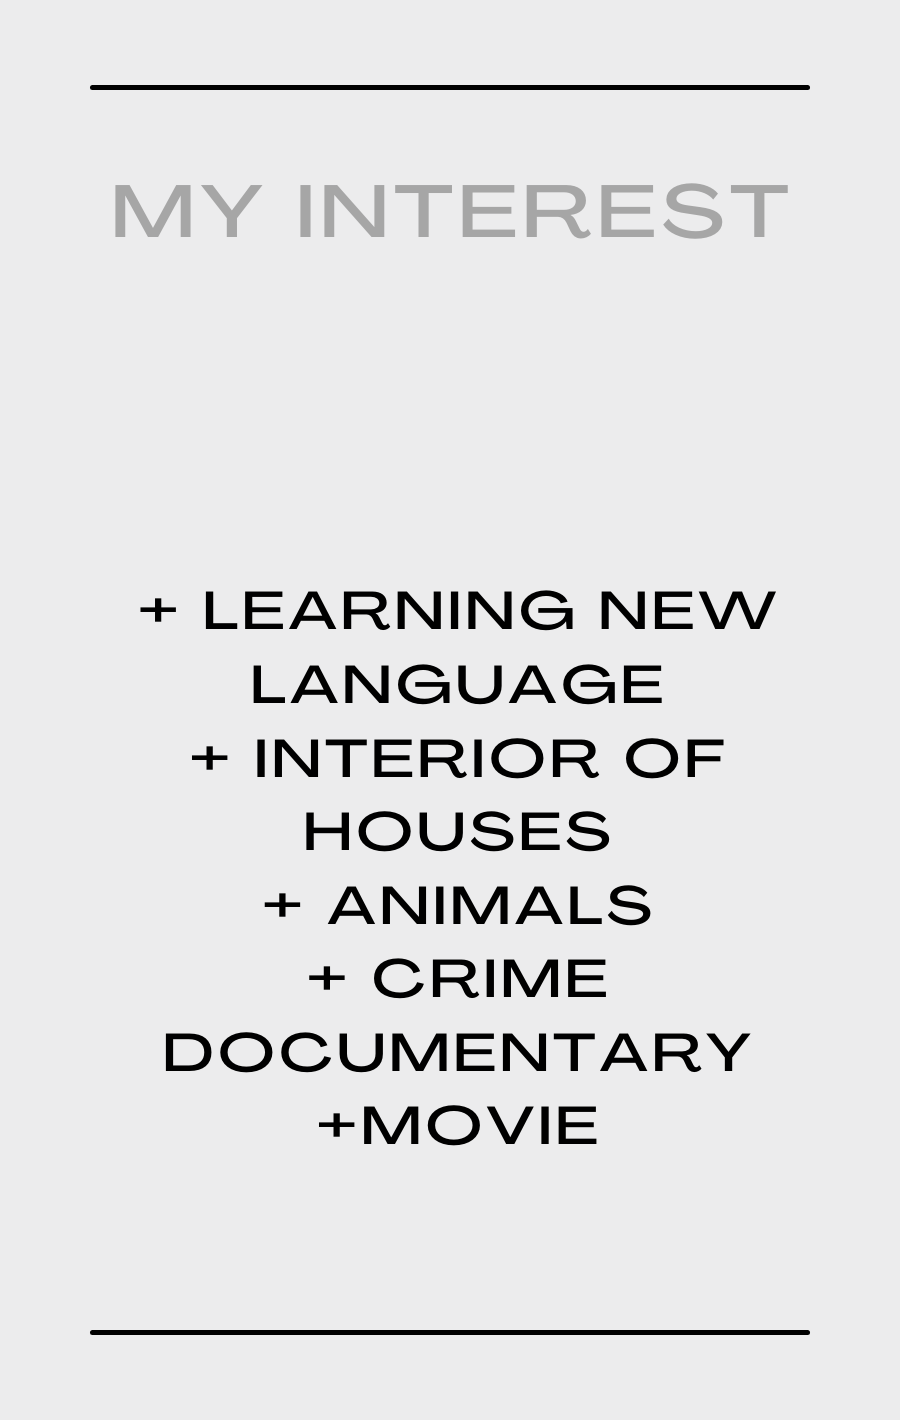 MY INTEREST
+ LEARNING NEW
LANGUAGE
+ INTERIOR OF
HOUSES
+ ANIMALS
+ CRIME
DOCUMENTARY
+MOVIE